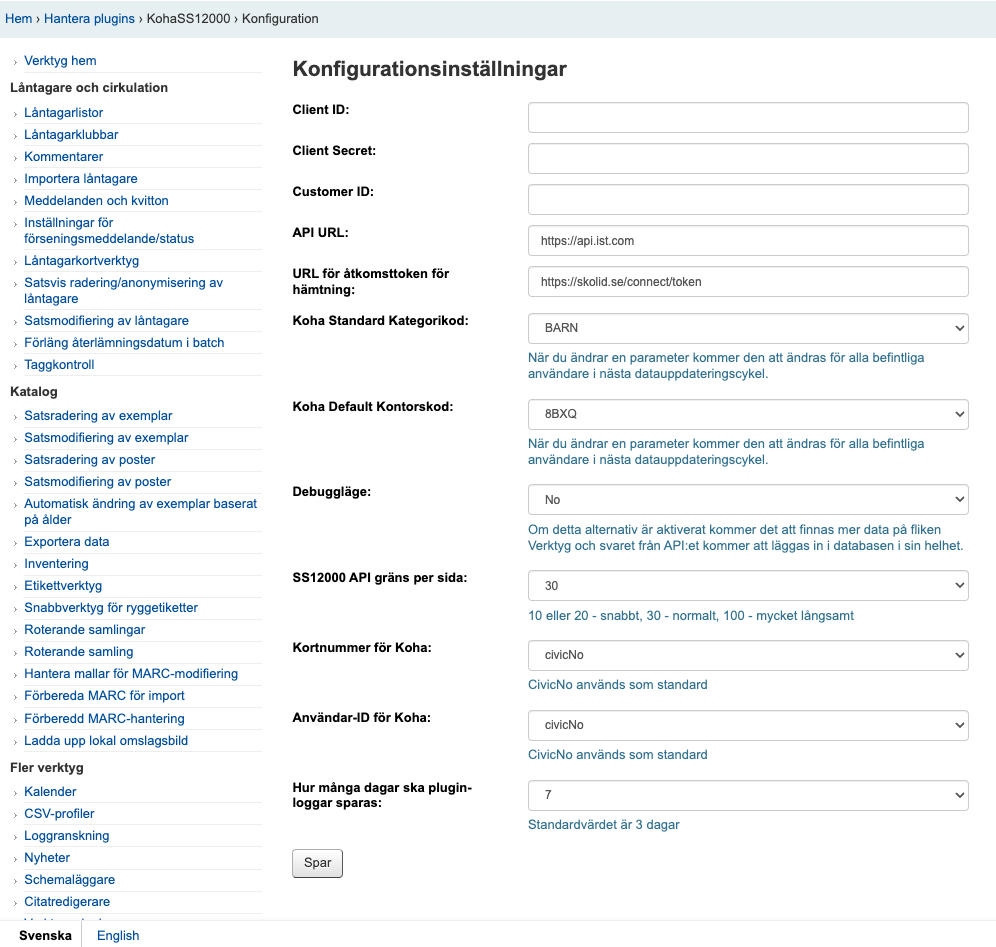 Hem › Hantera plugins › KohaSS12000 › Konfiguration
Verktyg hem
Låntagare och cirkulation
Låntagarlistor
Låntagarklubbar
Kommentarer
Importera låntagare
Meddelanden och kvitton
Inställningar för
förseningsmeddelande/status
Låntagarkortverktyg
Satsvis radering/anonymisering av
låntagare
Satsmodifiering av låntagare
Förläng återlämningsdatum i batch
Taggkontroll
Katalog
Satsradering av exemplar
Satsmodifiering av exemplar
Satsradering av poster
Satsmodifiering av poster
Automatisk ändring av exemplar baserat
på ålder
Exportera data
Inventering
Etikettverktyg
Snabbverktyg för ryggetiketter
Roterande samlingar
Roterande samling
Hantera mallar för MARC-modifiering
Förbereda MARC för import
Förberedd MARC-hantering
Ladda upp lokal omslagsbild
Fler verktyg
Kalender
CSV-profiler
Loggranskning
Nyheter
Schemaläggare
Citatredigerare
Konfigurationsinställningar
Client ID:
Client Secret:
Customer ID:
API URL:
https://api.ist.com
URL för åtkomsttoken för
hämtning:
https://skolid.se/connect/token
Koha Standard Kategorikod:
BARN
När du ändrar en parameter kommer den att ändras för alla befintliga
användare i nästa datauppdateringscykel.
Koha Default Kontorskod:
8BXQ
När du ändrar en parameter kommer den att ändras för alla befintliga
användare i nästa datauppdateringscykel.
Debuggläge:
No
Om detta alternativ är aktiverat kommer det att finnas mer data på fliken
Verktyg och svaret från API:et kommer att läggas in i databasen i sin helhet.
SS12000 API gräns per sida:
30
10 eller 20 - snabbt, 30 - normalt, 100 - mycket långsamt
Kortnummer för Koha:
civicNo
CivicNo används som standard
Användar-ID för Koha:
civicNo
CivicNo används som standard
Hur många dagar ska plugin-
loggar sparas:
7
Standardvärdet är 3 dagar
Spar
Svenska
English